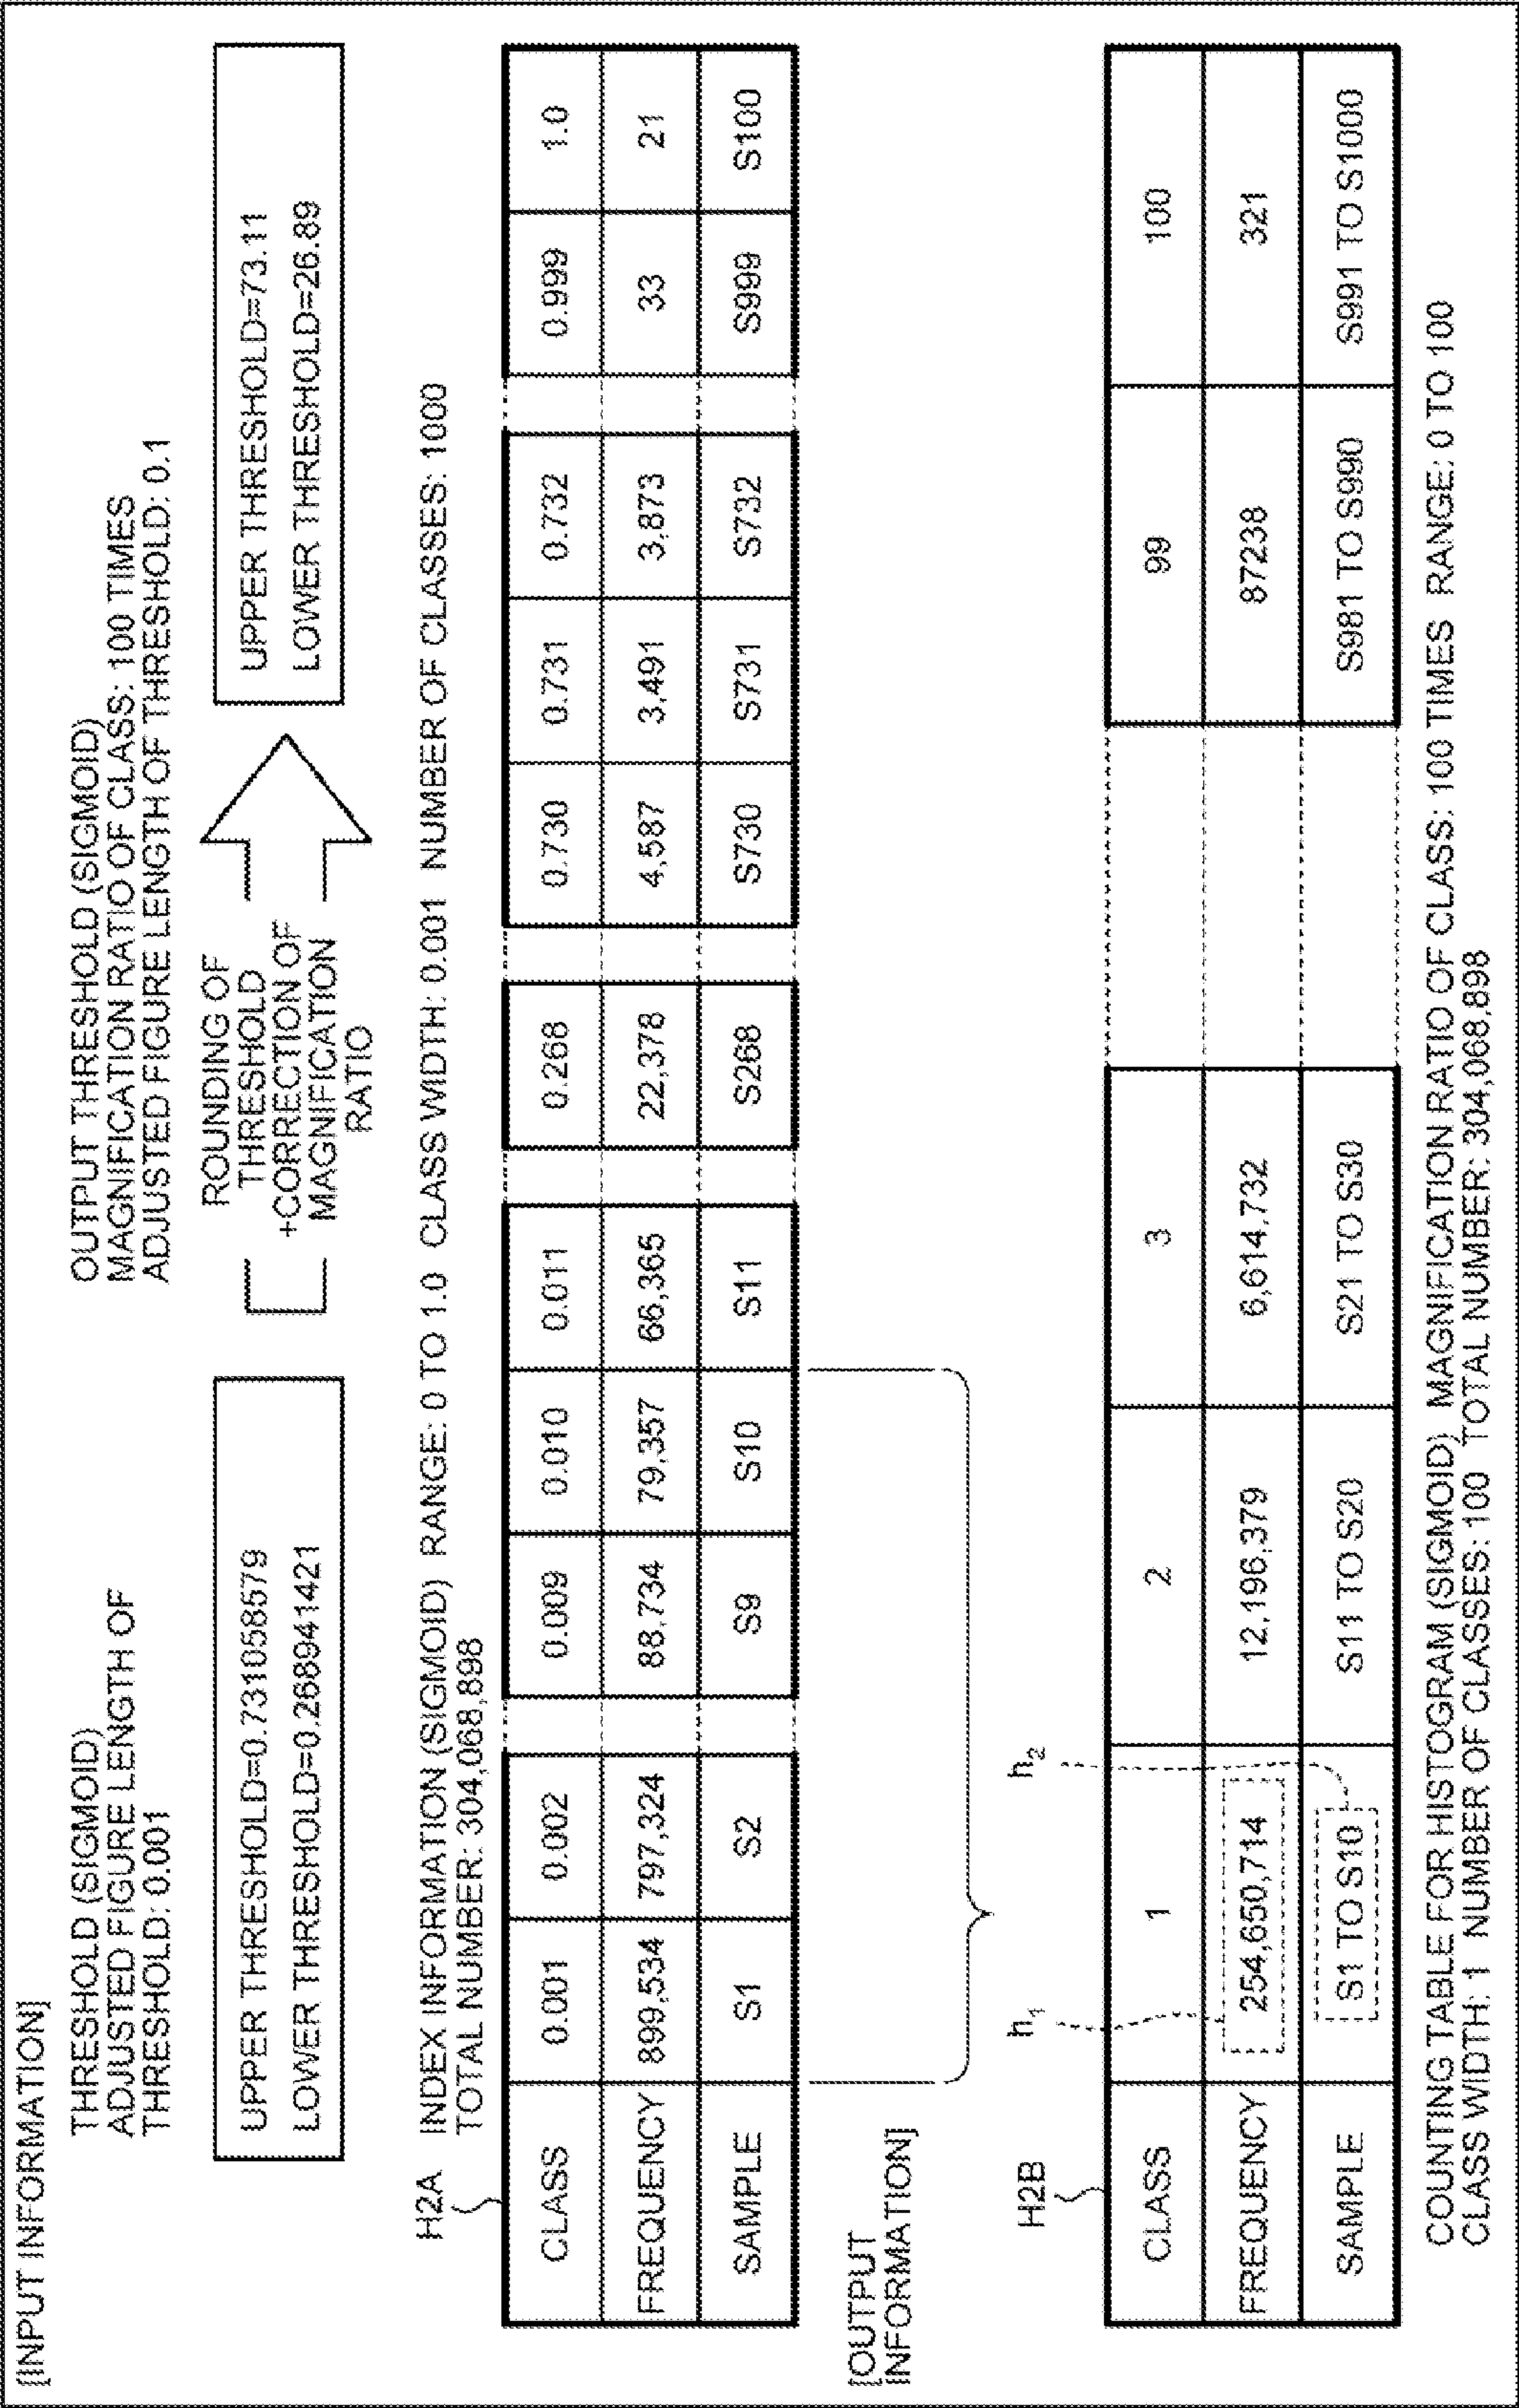 [INPUT INFORMATION]
THRESHOLD (SIGMOID)
ADJUSTED FIGURE LENGTH OF
THRESHOLD: 0.001
UPPER THRESHOLD=0.731058579
LOWER THRESHOLD=0.268941421
ROUNDING OF
THRESHOLD
+CORRECTION OF
MAGNIFICATION
RATIO
OUTPUT THRESHOLD (SIGMOID)
MAGNIFICATION RATIO OF CLASS: 100 TIMES
ADJUSTED FIGURE LENGTH OF THRESHOLD: 0.1
UPPER THRESHOLD=73.11
LOWER THRESHOLD=26.89
H2A
INDEX INFORMATION (SIGMOID) RANGE: 0 TO 1.0 CLASS WIDTH: 0.001 NUMBER OF CLASSES: 1000
TOTAL NUMBER: 304,068,898
CLASS 0.001 0.002 0.009 0.010 0.011 0.268 0.730 0.731 0.732 0.999 1.0
FREQUENCY 899,534 797,324 88,734 79,357 66,365 22,378 4,587 3,491 3,873 33 21
SAMPLE S1 S2 S9 S10 S11 S268 S730 S731 S732 S999 S100
[OUTPUT
INFORMATION]
H2B
h1
h2
CLASS 1 2 3 99 100
FREQUENCY 254,650,714 12,196,379 6,614,732 87238 321
SAMPLE S1 TO S10 S11 TO S20 S21 TO S30 S981 TO S990 S991 TO S1000
COUNTING TABLE FOR HISTOGRAM (SIGMOID) MAGNIFICATION RATIO OF CLASS: 100 TIMES RANGE: 0 TO 100
CLASS WIDTH: 1 NUMBER OF CLASSES: 100 TOTAL NUMBER: 304,068,898